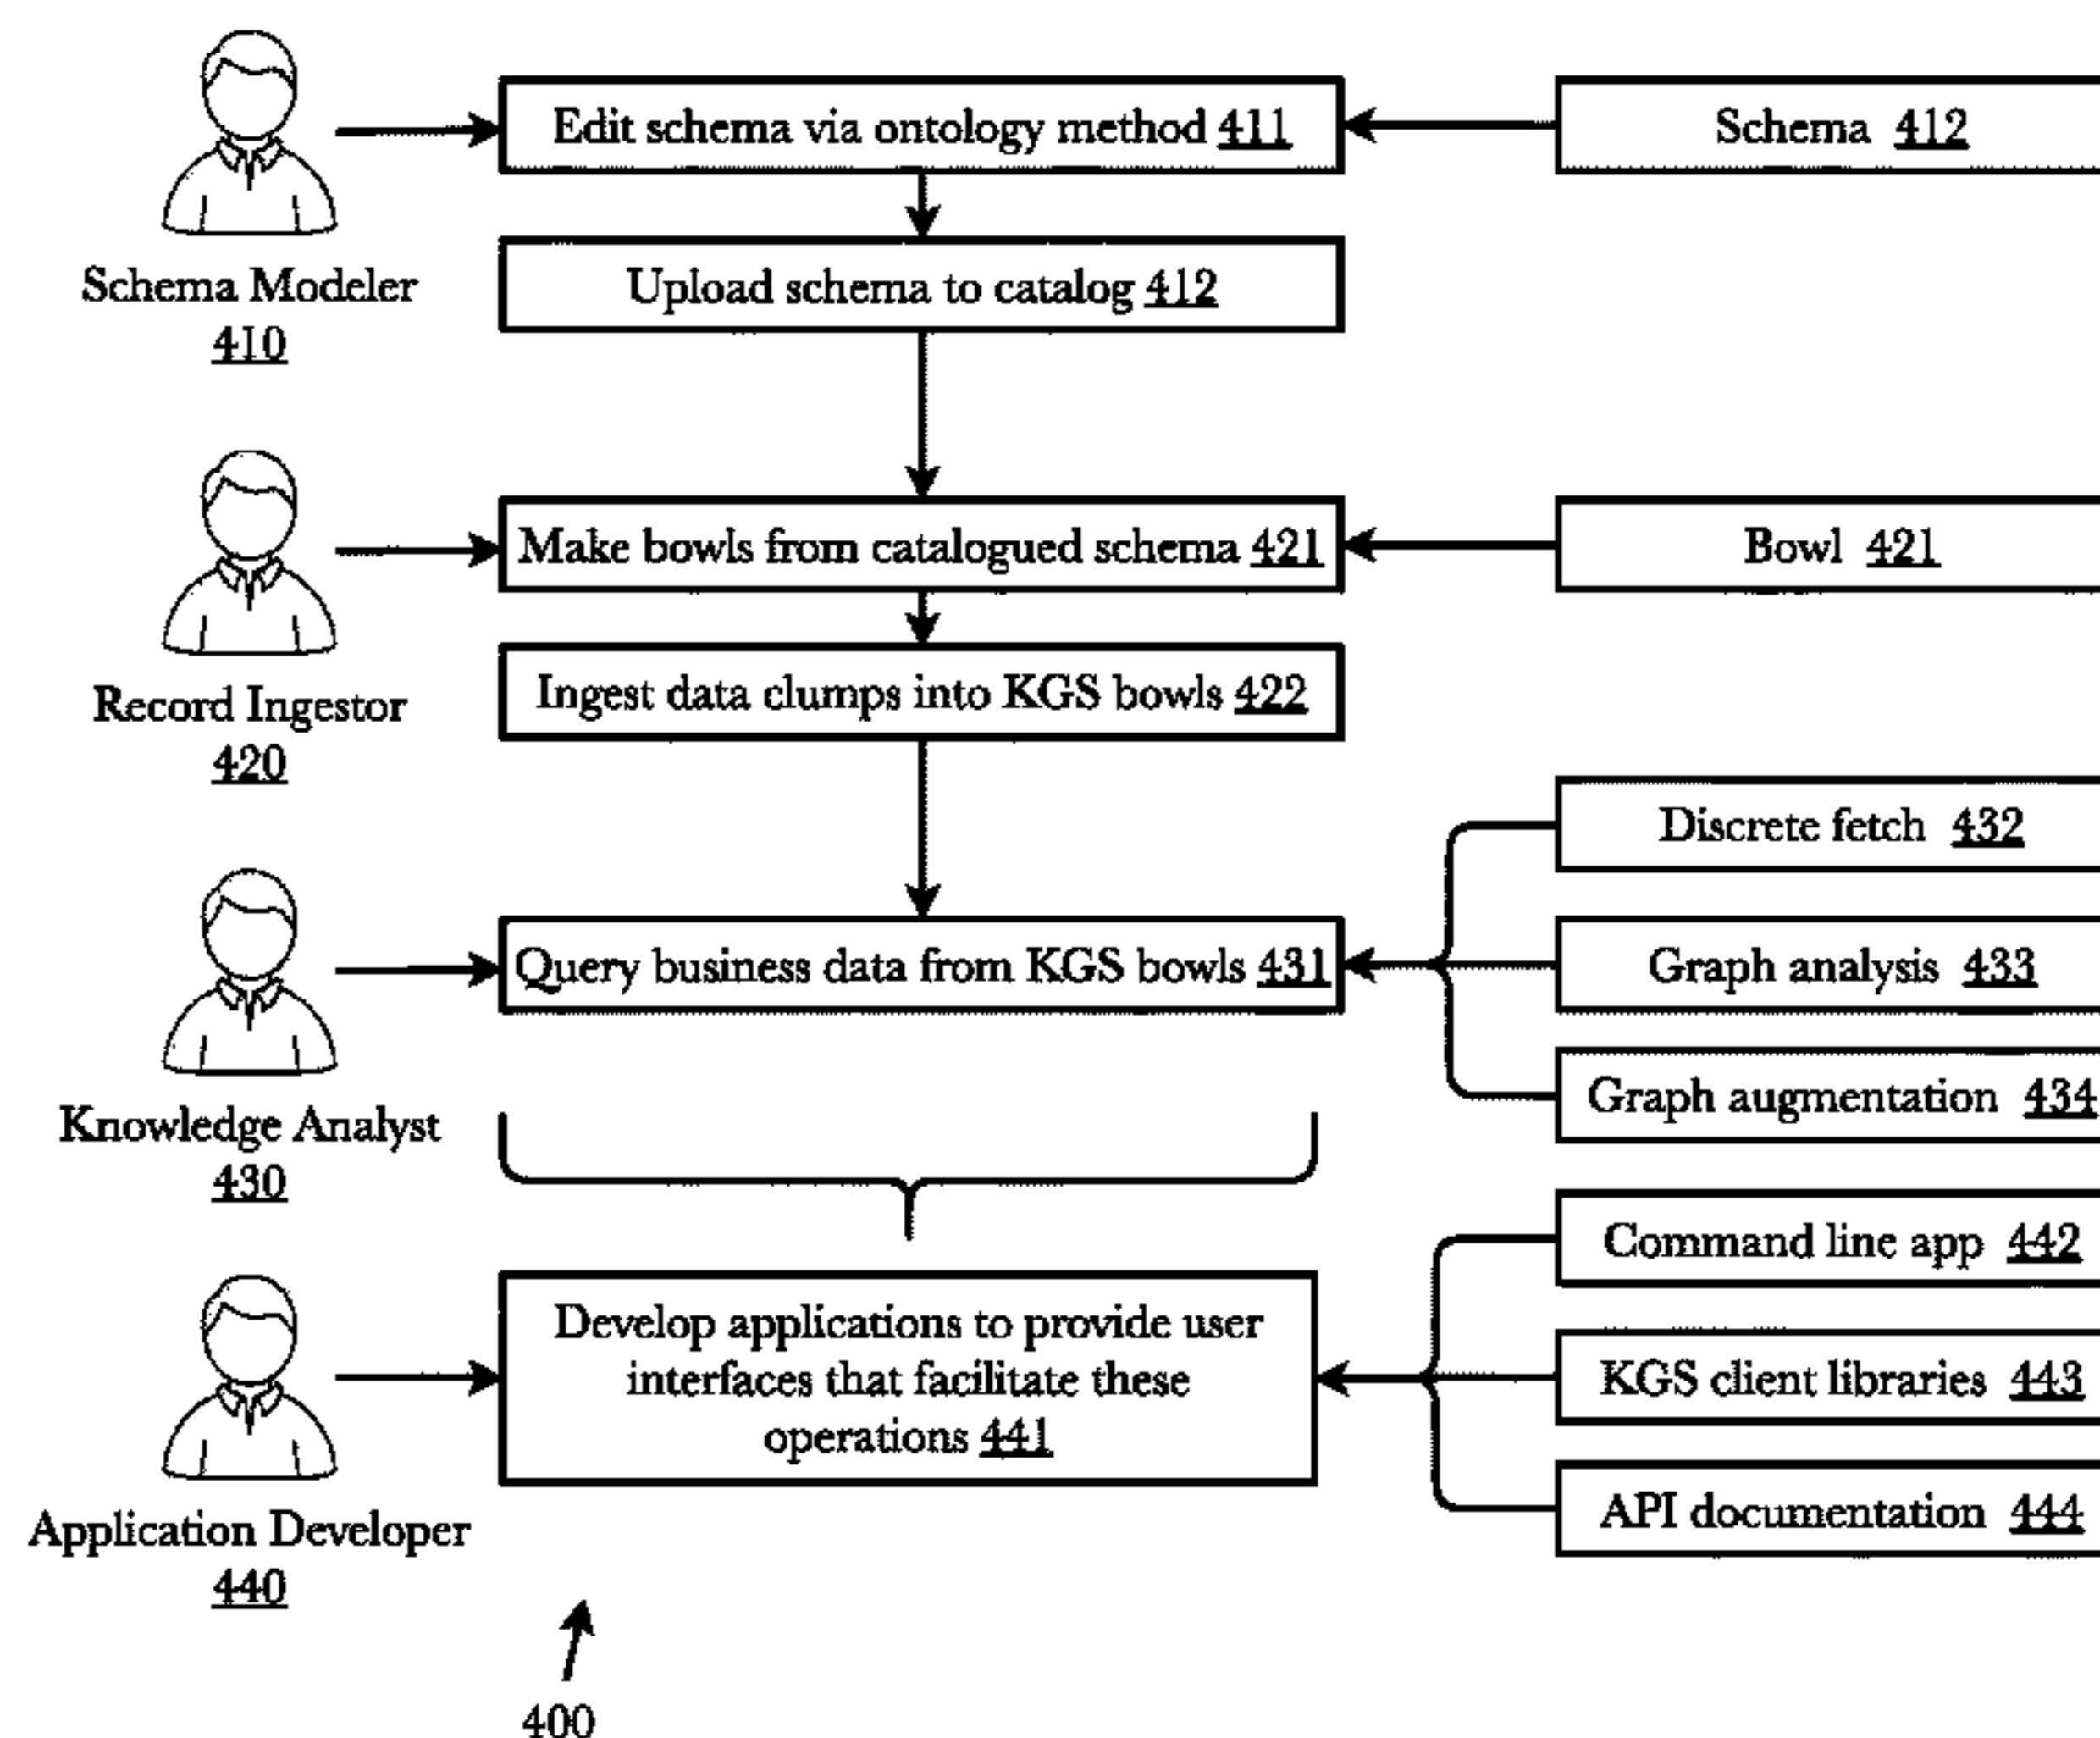 Edit schema via ontology method 411
Schema 412
Schema Modeler
410
Upload schema to catalog 412
Make bowls from catalogued schema 421
Bowl 421
Record Ingestor
420
Ingest data clumps into KGS bowls 422
Discrete fetch 432
Query business data from KGS bowls 431
Graph analysis 433
Graph augmentation 434
Knowledge Analyst
430
Command line app 442
Develop applications to provide user
interfaces that facilitate these
operations 441
KGS client libraries 443
API documentation 444
Application Developer
440
400